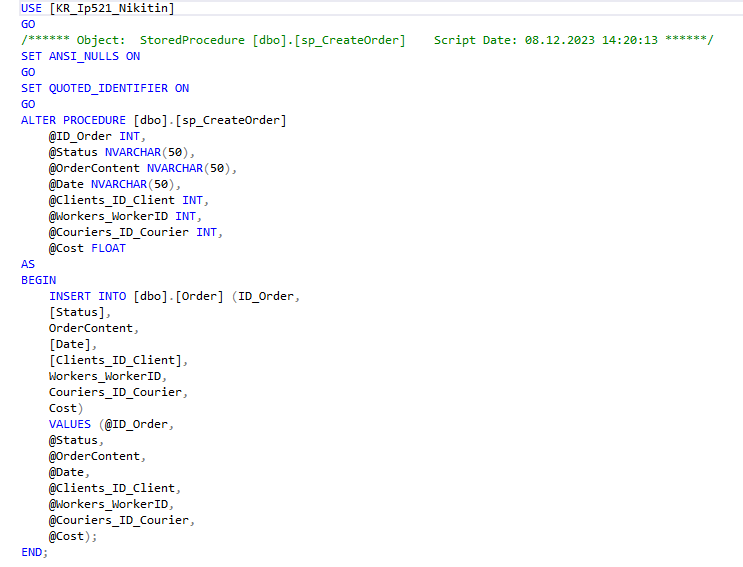 USE [KR_Ip521_Nikitin]
GO
/****** Object:  StoredProcedure [dbo].[sp_CreateOrder]    Script Date: 08.12.2023 14:20:13 ******/
SET ANSI_NULLS ON
GO
SET QUOTED_IDENTIFIER ON
GO
ALTER PROCEDURE [dbo].[sp_CreateOrder]
    @ID_Order INT,
    @Status NVARCHAR(50),
    @OrderContent NVARCHAR(50),
    @Date NVARCHAR(50),
    @Clients_ID_Client INT,
    @Workers_WorkerID INT,
    @Couriers_ID_Courier INT,
    @Cost FLOAT
AS
BEGIN
    INSERT INTO [dbo].[Order] (ID_Order,
    [Status],
    OrderContent,
    [Date],
    [Clients_ID_Client],
    Workers_WorkerID,
    Couriers_ID_Courier,
    Cost)
    VALUES (@ID_Order,
    @Status,
    @OrderContent,
    @Date,
    @Clients_ID_Client,
    @Workers_WorkerID,
    @Couriers_ID_Courier,
    @Cost);
END;